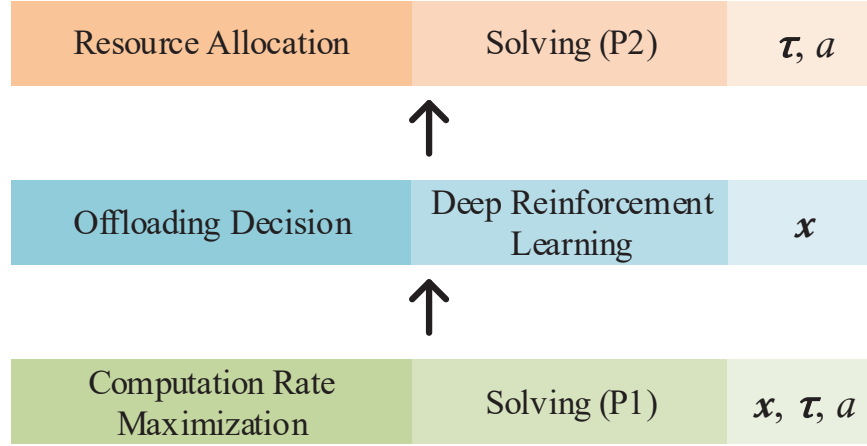 Resource Allocation Solving (P2) τ, a
Offloading Decision Deep Reinforcement
Learning x
Computation Rate
Maximization Solving (P1) x, τ, a